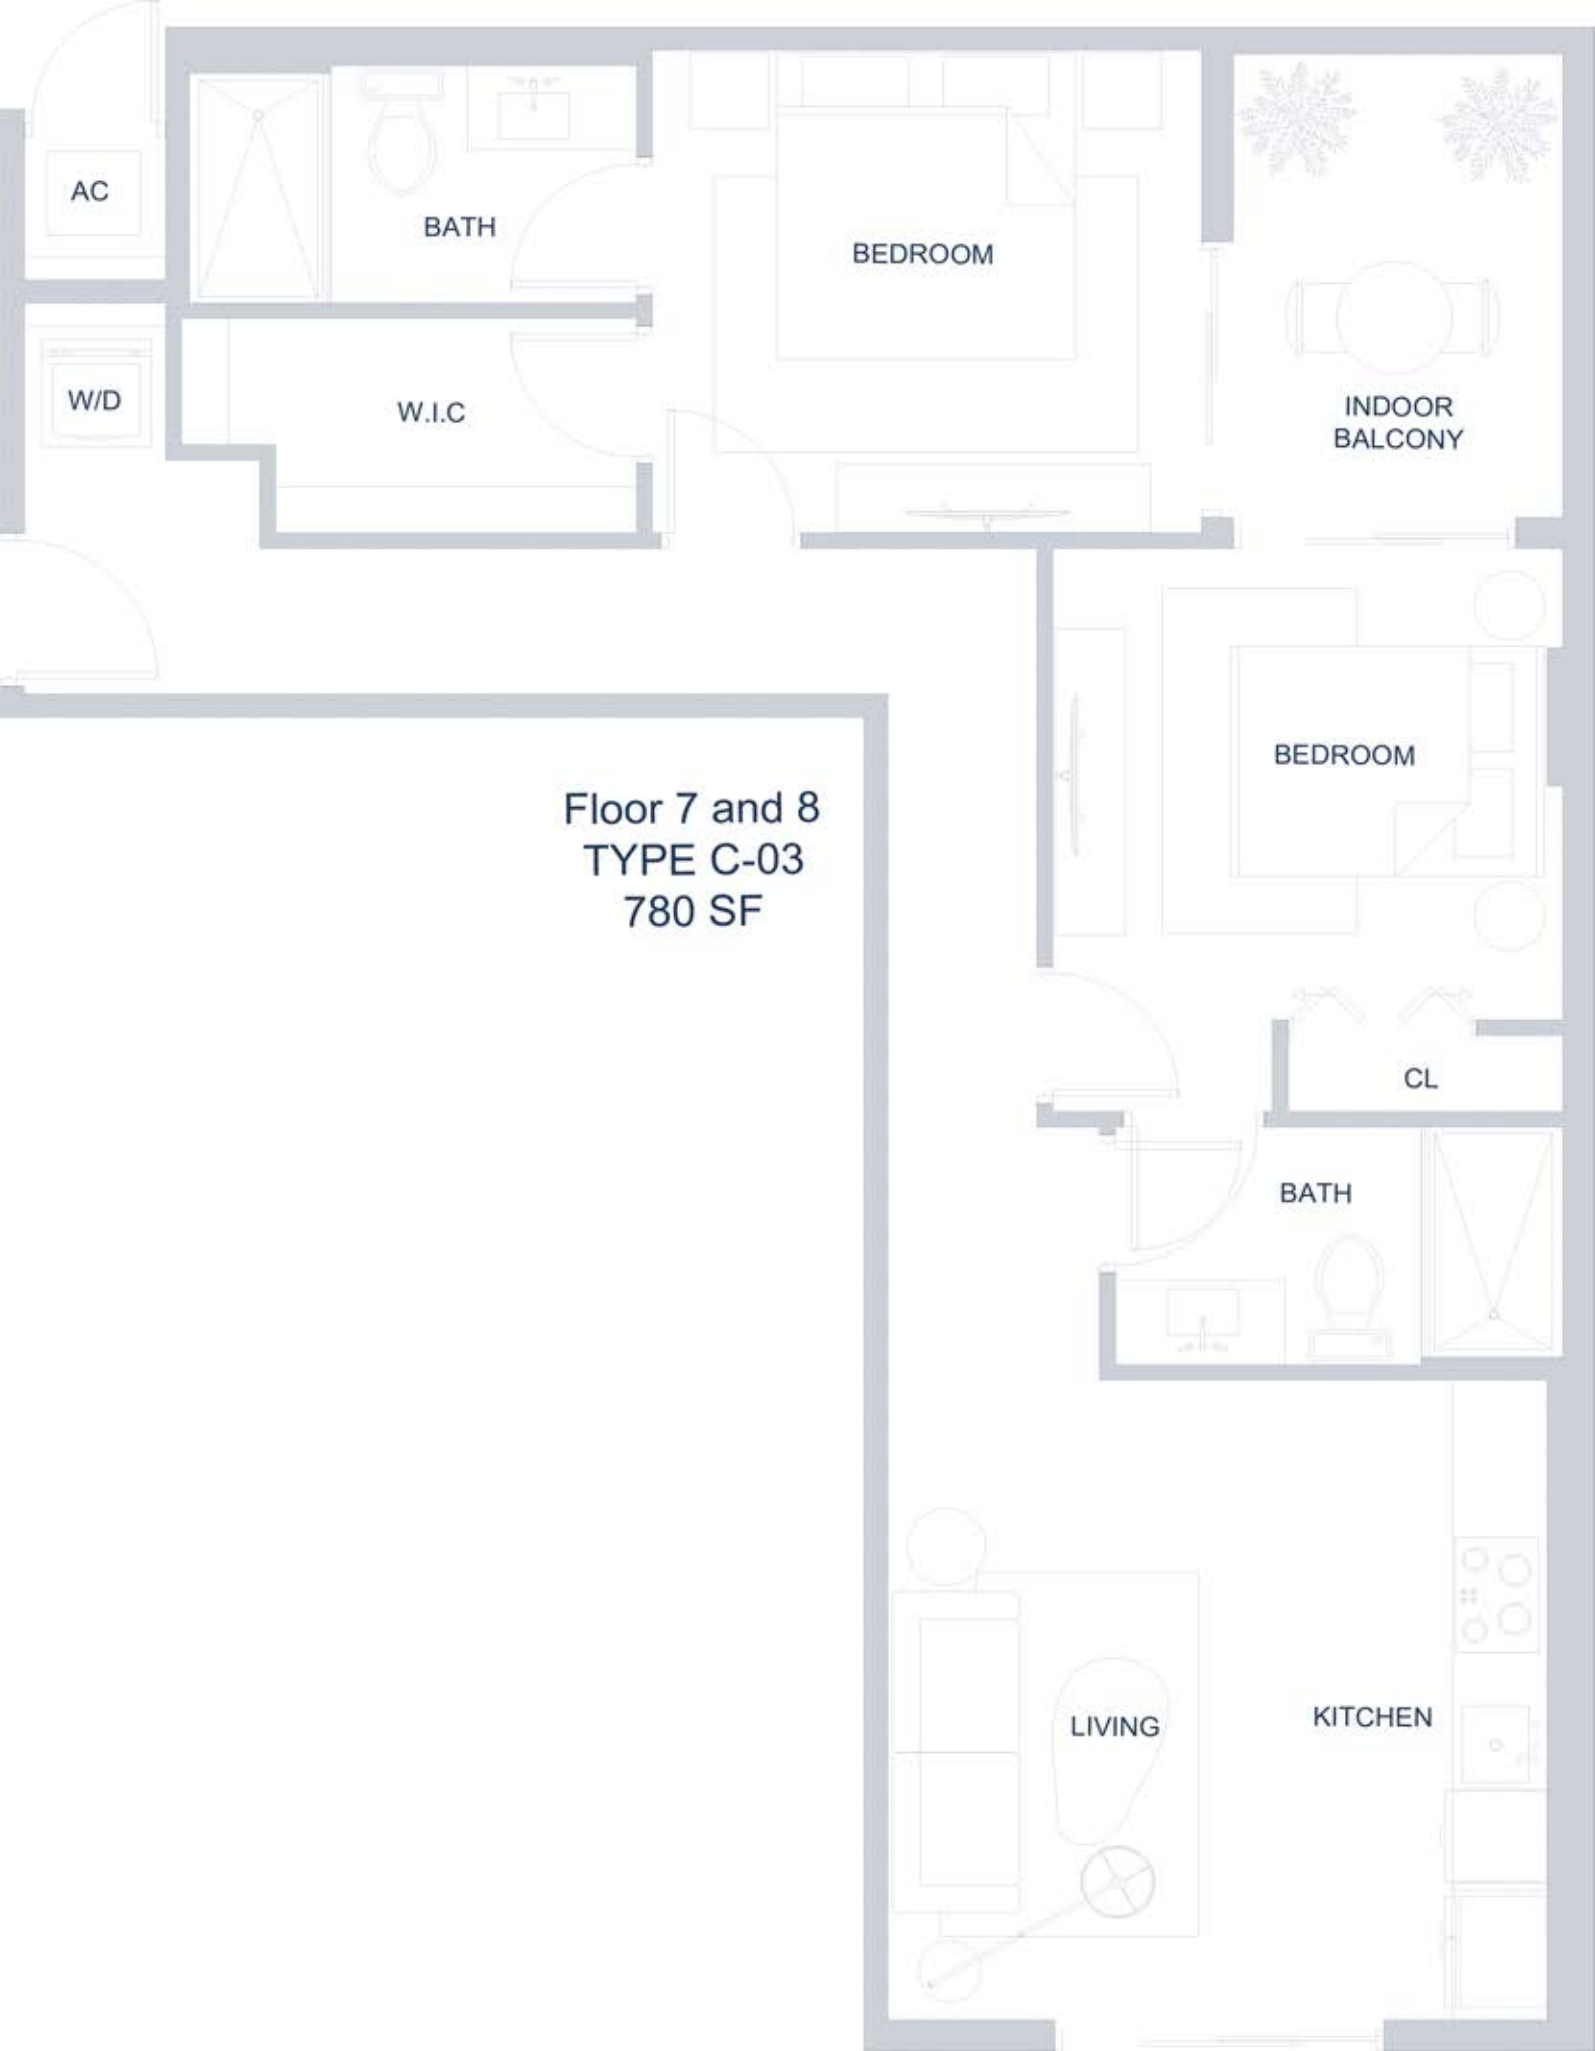 AC
BATH
BEDROOM
W/D
W.I.C
INDOOR
BALCONY
BEDROOM
Floor 7 and 8
TYPE C-03
780 SF
CL
BATH
LIVING
KITCHEN